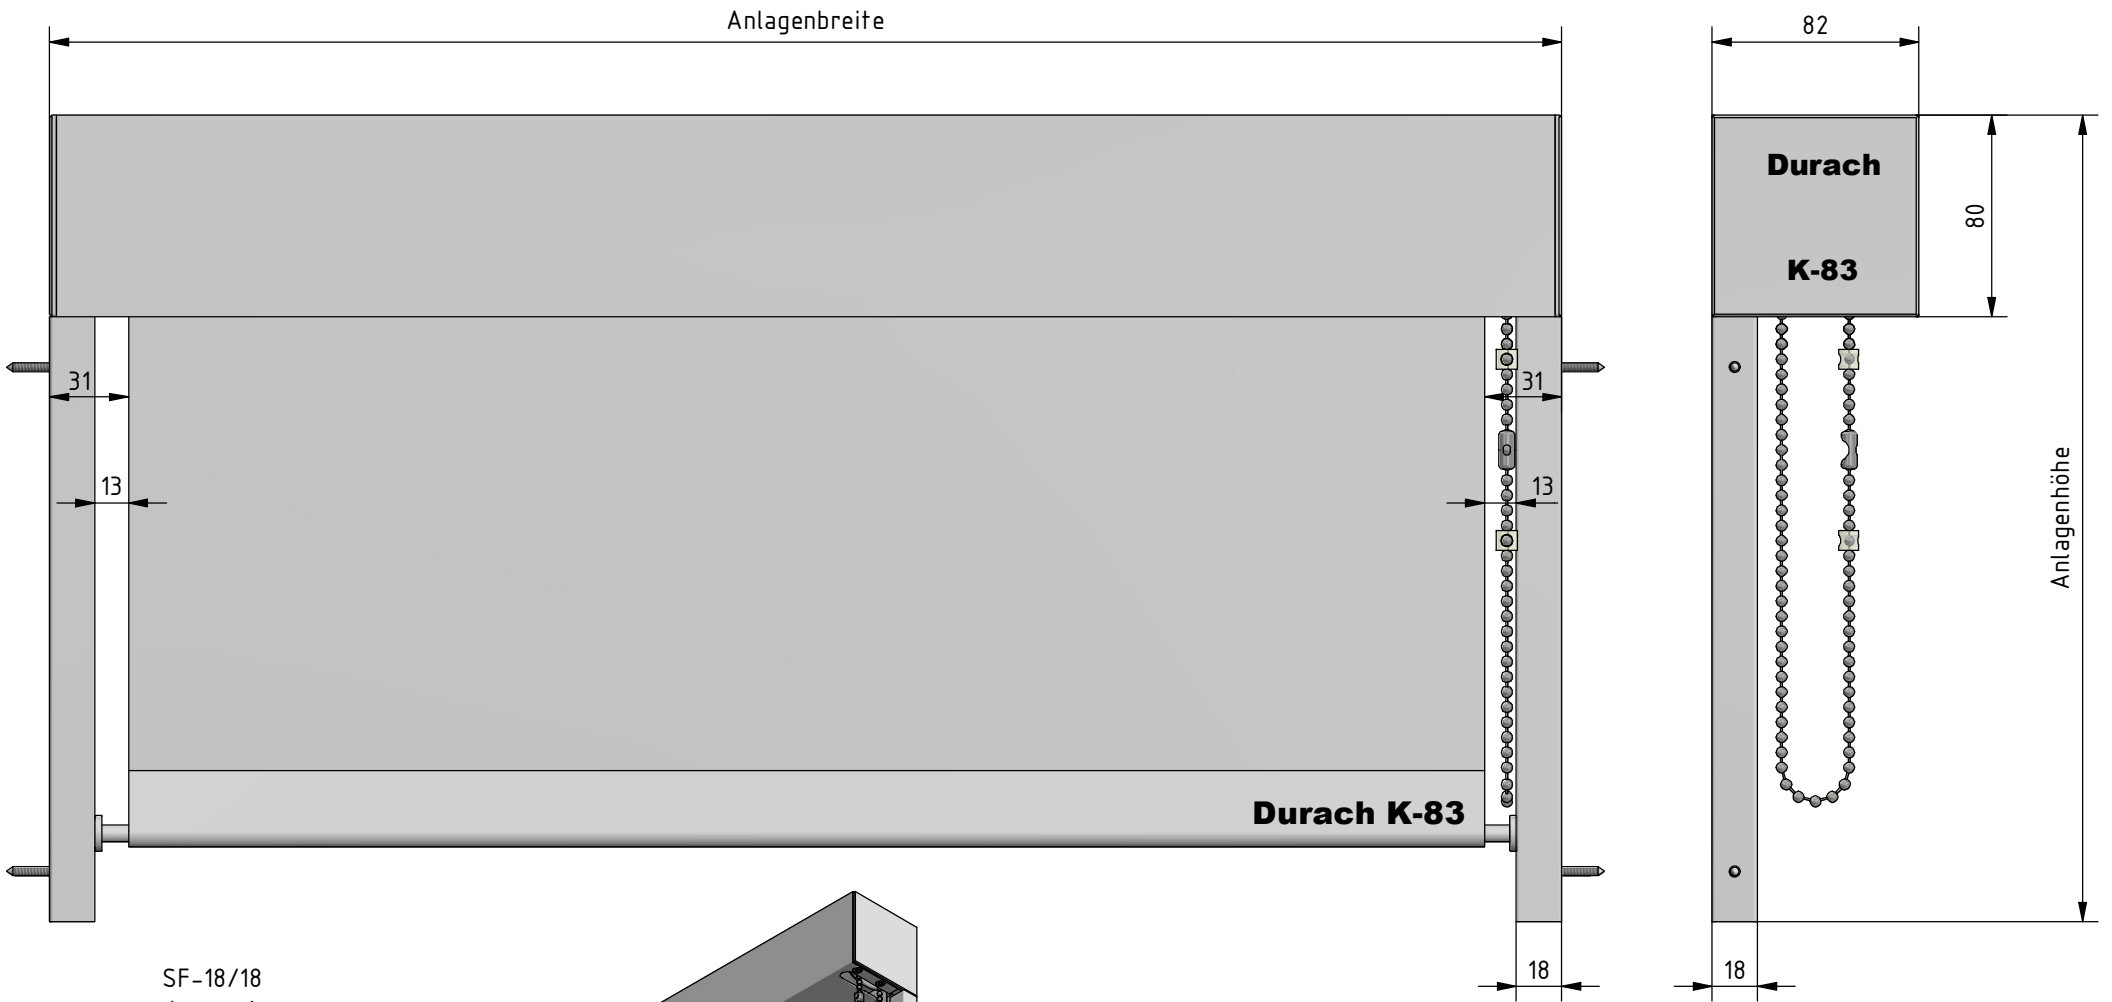 Anlagenbreite
82
Durach
K-83
80
31
31
13
13
Anlagenhöhe
Durach K-83
SF-18/18
18
18